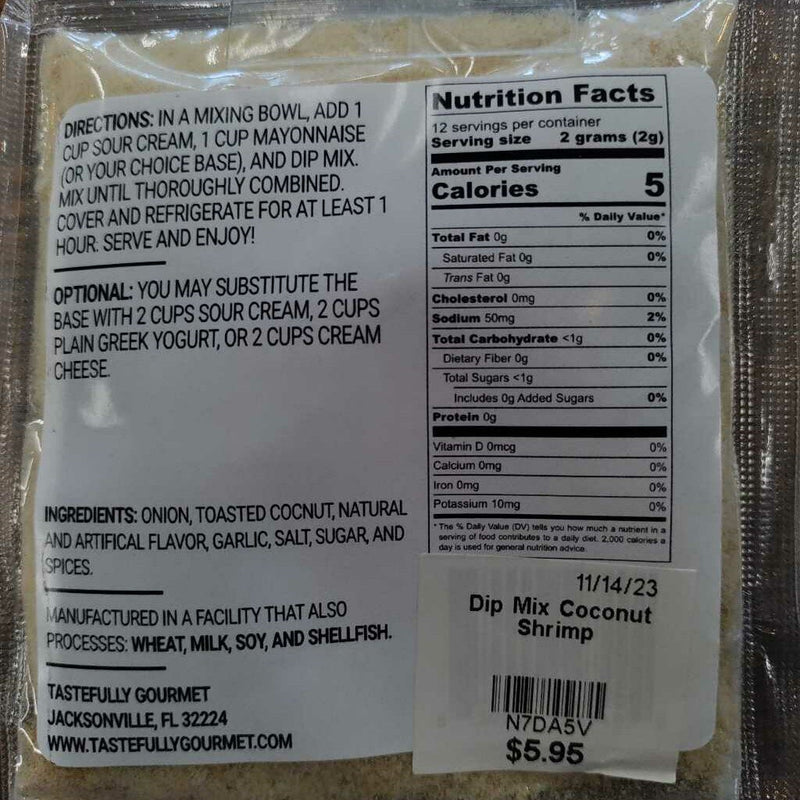 DIRECTIONS: IN A MIXING BOWL, ADD 1
CUP SOUR CREAM, 1 CUP MAYONNAISE
(OR YOUR CHOICE BASE), AND DIP MIX.
MIX UNTIL THOROUGHLY COMBINED.
COVER AND REFRIGERATE FOR AT LEAST 1
HOUR. SERVE AND ENJOY!
OPTIONAL: YOU MAY SUBSTITUTE THE
BASE WITH 2 CUPS SOUR CREAM, 2 CUPS
PLAIN GREEK YOGURT, OR 2 CUPS CREAM
CHEESE.
INGREDIENTS: ONION, TOASTED COCNUT, NATURAL
AND ARTIFICAL FLAVOR, GARLIC, SALT, SUGAR, AND
SPICES.
MANUFACTURED IN A FACILITY THAT ALSO
PROCESSES: WHEAT, MILK, SOY, AND SHELLFISH.
TASTEFULLY GOURMET
JACKSONVILLE, FL 32224
WWW.TASTEFULLYGOURMET.COM
Nutrition Facts
12 servings per container
Serving size 2 grams (2g)
Amount Per Serving
Calories 5
% Daily Value*
Total Fat 0g 0%
Saturated Fat 0g 0%
Trans Fat 0g
Cholesterol 0mg 0%
Sodium 50mg 2%
Total Carbohydrate <1g 0%
Dietary Fiber 0g 0%
Total Sugars <1g
Includes 0g Added Sugars 0%
Protein 0g
Vitamin D 0mcg 0%
Calcium 0mg 0%
Iron 0mg 0%
Potassium 10mg 0%
* The % Daily Value (DV) tells you how much a nutrient in a
serving of food contributes to a daily diet. 2,000 calories a
day is used for general nutrition advice.
11/14/23
Dip Mix Coconut
Shrimp
N7DA5V
$5.95